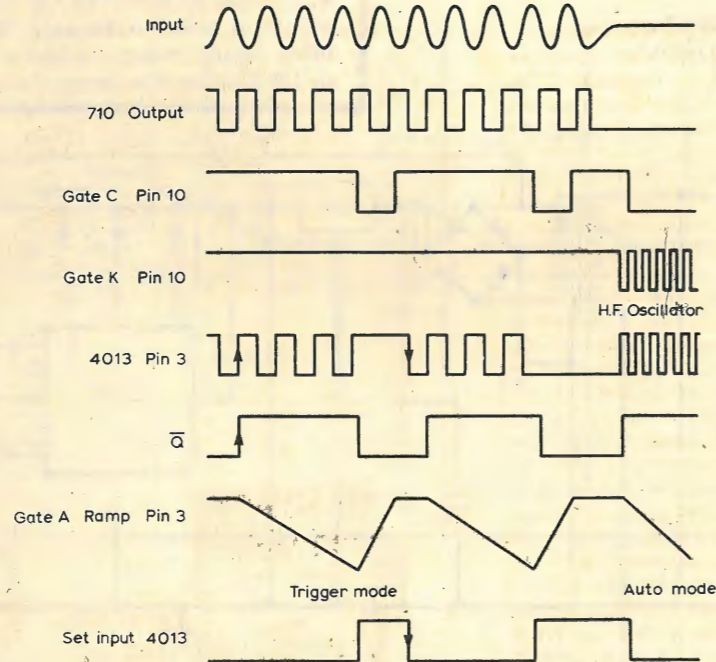 Input
710 Output
Gate C Pin 10
Gate K Pin 10
H.F. Oscillator
4013 Pin 3
Q̅
Gate A Ramp Pin 3
Trigger mode
Auto mode
Set input 4013